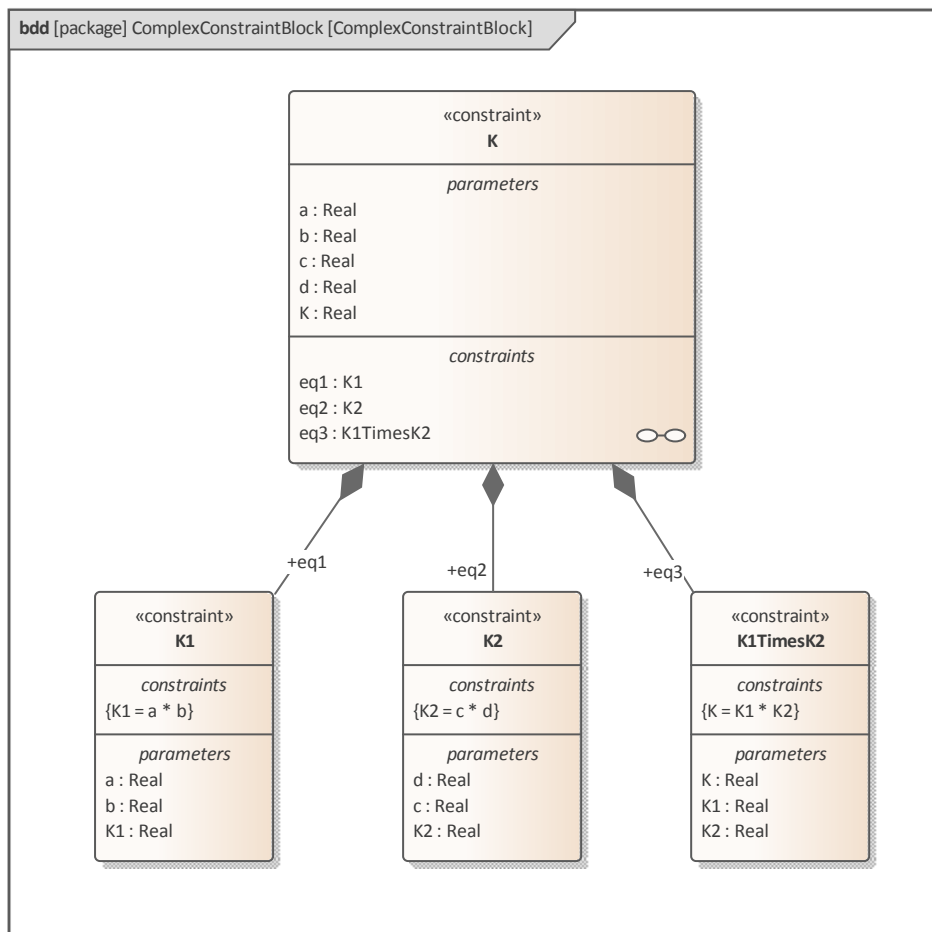 bdd [package] ComplexConstraintBlock [ComplexConstraintBlock]
«constraint»
K
parameters
a : Real
b : Real
c : Real
d : Real
K : Real
constraints
eq1 : K1
eq2 : K2
eq3 : K1TimesK2
+eq1
+eq2
+eq3
«constraint»
K1
constraints
{K1 = a * b}
parameters
a : Real
b : Real
K1 : Real
«constraint»
K2
constraints
{K2 = c * d}
parameters
d : Real
c : Real
K2 : Real
«constraint»
K1TimesK2
constraints
{K = K1 * K2}
parameters
K : Real
K1 : Real
K2 : Real